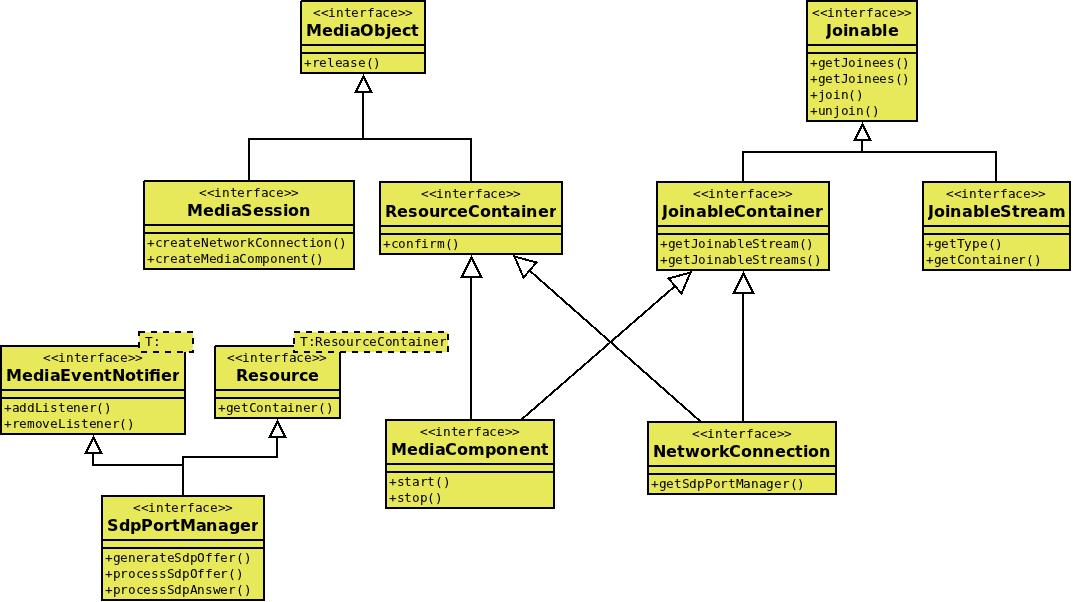 <<interface>>
MediaObject
+release()
<<interface>>
Joinable
+getJoinees()
+getJoinees()
+join()
+unjoin()
<<interface>>
MediaSession
+createNetworkConnection()
+createMediaComponent()
<<interface>>
ResourceContainer
+confirm()
<<interface>>
JoinableContainer
+getJoinableStream()
+getJoinableStreams()
<<interface>>
JoinableStream
+getType()
+getContainer()
T:
<<interface>>
MediaEventNotifier
+addListener()
+removeListener()
T:ResourceContainer
<<interface>>
Resource
+getContainer()
<<interface>>
MediaComponent
+start()
+stop()
<<interface>>
NetworkConnection
+getSdpPortManager()
<<interface>>
SdpPortManager
+generateSdpOffer()
+processSdpOffer()
+processSdpAnswer()